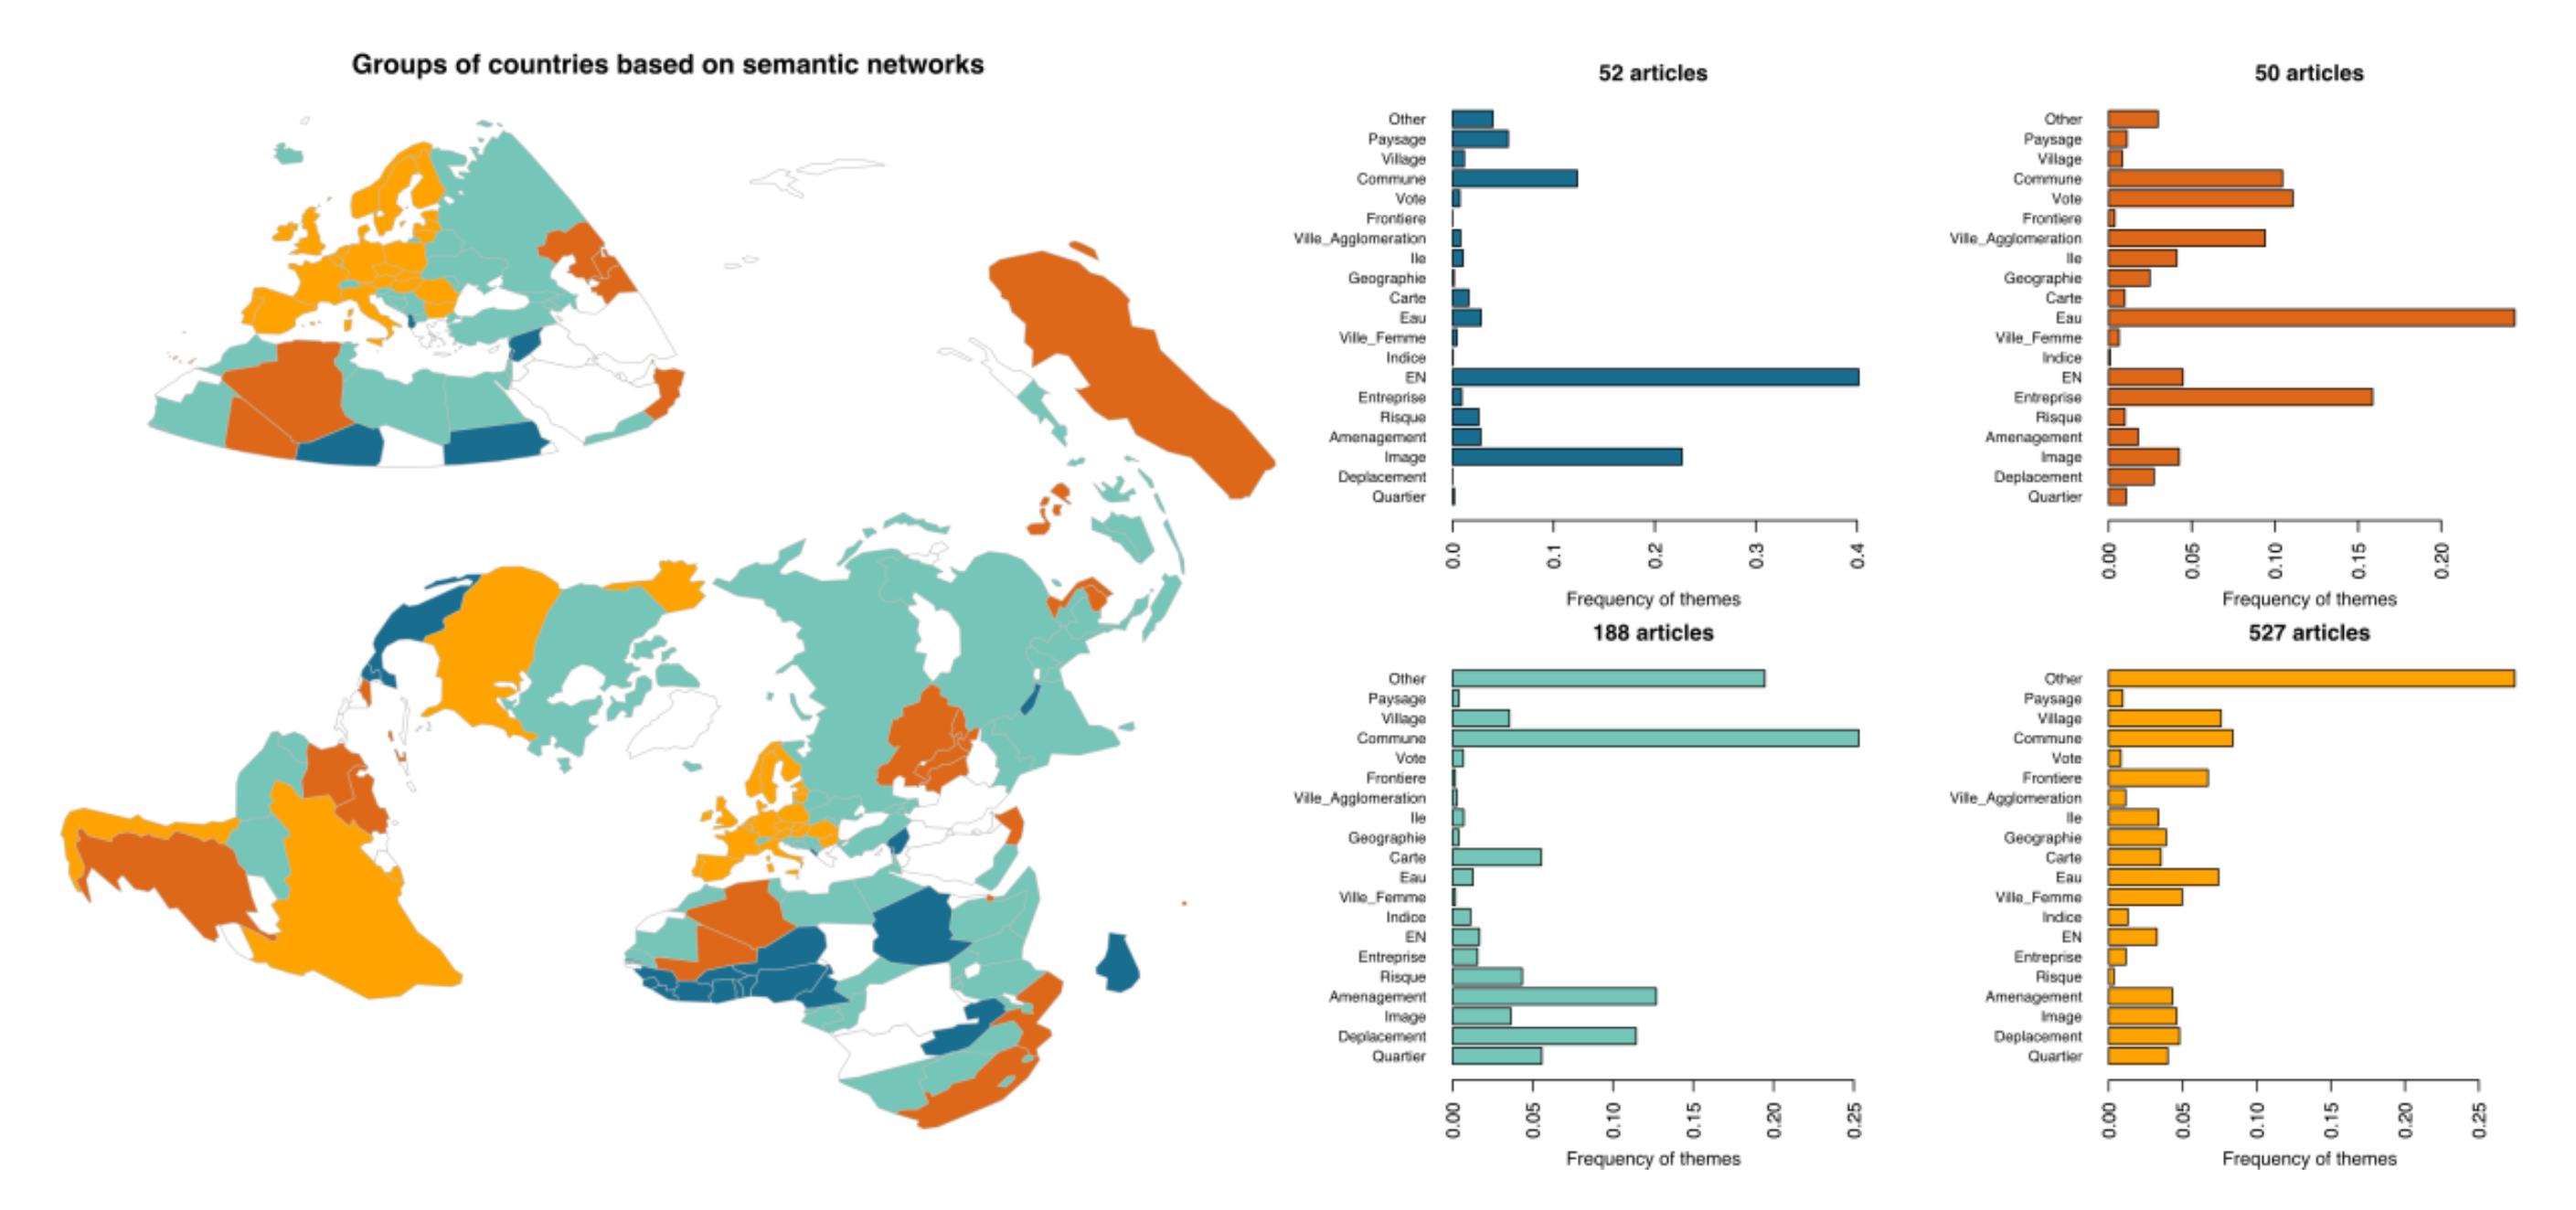 Groups of countries based on semantic networks
52 articles
Other
Paysage
Village
Commune
Vote
Frontiere
Ville_Agglomeration
Ile
Geographie
Carte
Eau
Ville_Femme
Indice
EN
Entreprise
Risque
Amenagement
Image
Deplacement
Quartier
0.0
0.1
0.2
0.3
0.4
Frequency of themes
50 articles
Other
Paysage
Village
Commune
Vote
Frontiere
Ville_Agglomeration
Ile
Geographie
Carte
Eau
Ville_Femme
Indice
EN
Entreprise
Risque
Amenagement
Image
Deplacement
Quartier
0.00
0.05
0.10
0.15
0.20
Frequency of themes
188 articles
Other
Paysage
Village
Commune
Vote
Frontiere
Ville_Agglomeration
Ile
Geographie
Carte
Eau
Ville_Femme
Indice
EN
Entreprise
Risque
Amenagement
Image
Deplacement
Quartier
0.00
0.05
0.10
0.15
0.20
0.25
Frequency of themes
527 articles
Other
Paysage
Village
Commune
Vote
Frontiere
Ville_Agglomeration
Ile
Geographie
Carte
Eau
Ville_Femme
Indice
EN
Entreprise
Risque
Amenagement
Image
Deplacement
Quartier
0.00
0.05
0.10
0.15
0.20
0.25
Frequency of themes